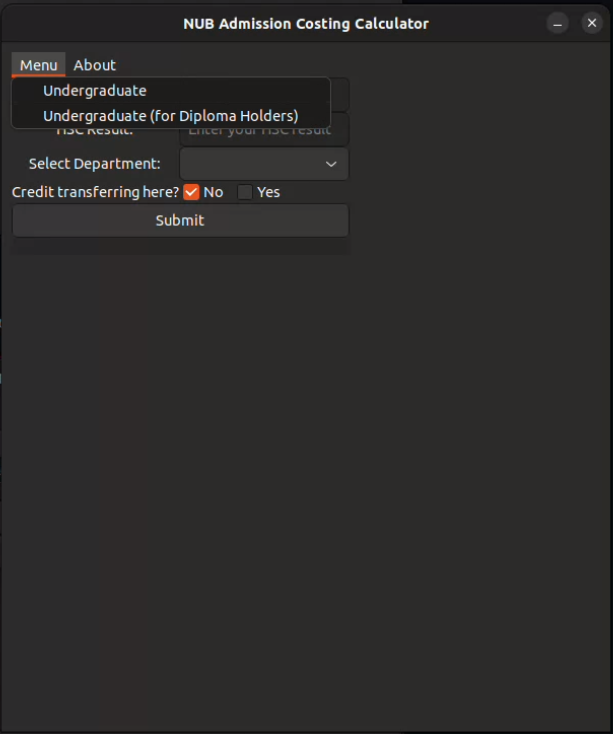 NUB Admission Costing Calculator
Menu About
Undergraduate
Undergraduate (for Diploma Holders)
HSC Result: Enter your HSC result
Select Department:
Credit transferring here? No Yes
Submit